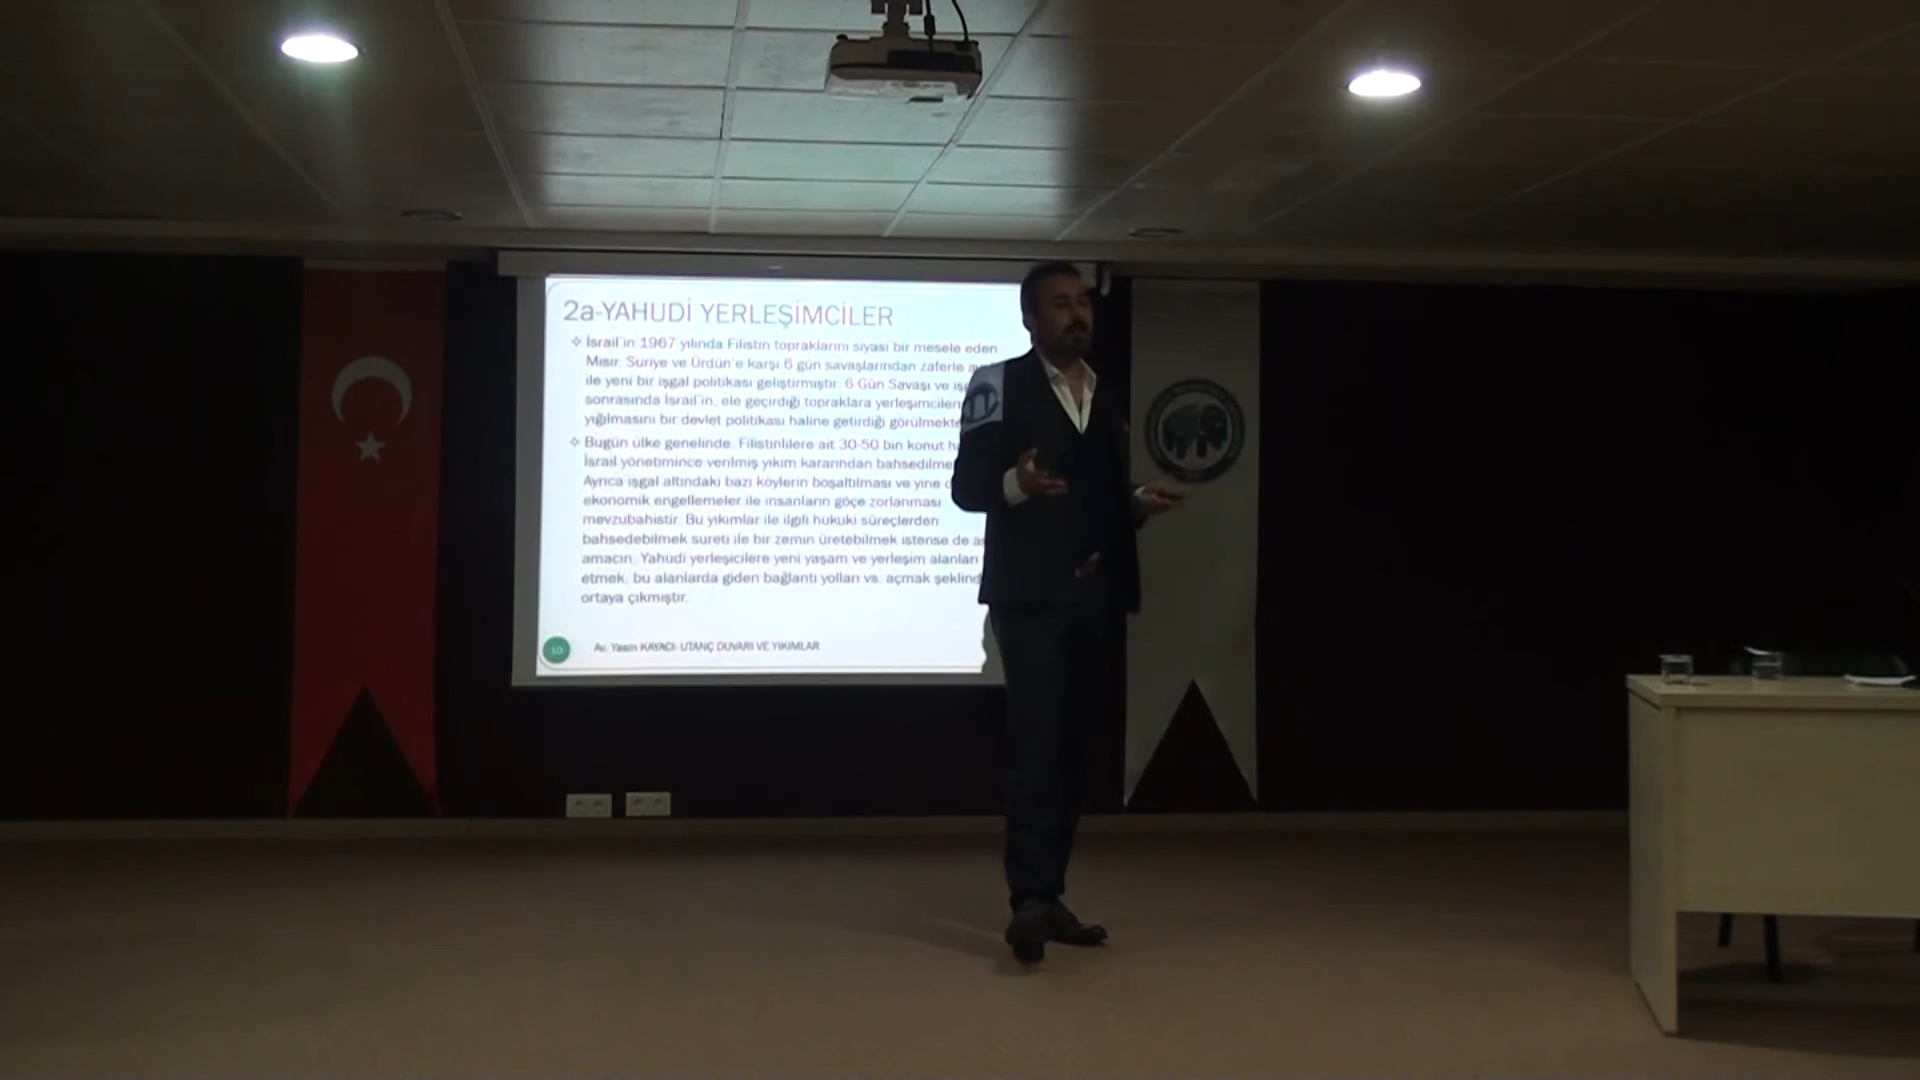 2a-YAHUDİ YERLEŞİMCİLER
İsrail'in 1967 yılında Filistin topraklarını siyasi bir mesele eden
Mısır, Suriye ve Ürdün'e karşı 6 gün savaşlarından zaferle
ile yeni bir işgal politikası geliştirmiştir. 6 Gün Savaşı ve
sonrasında İsrail'in, ele geçirdiği topraklara
yığılmasını bir devlet politikası haline getirdiği
Bugün ülke genelinde, Filistinlilere ait 30-50 bin konut
İsrail yönetimince verilmiş yıkım kararından
Ayrıca işgal altındaki bazı köylerin boşaltılması ve yine
ekonomik engellemeler ile insanların göçe zorlanması
mevzubahistir. Bu yıkımlar ile ilgili hukuki süreçlerden
bahsedebilmek sureti ile bir zemin üretebilmek istense de
amacın, Yahudi yerleşicilere yeni yaşam ve yerleşim alanları
etmek, bu alanlarda giden bağlantı yolları vs. açmak
ortaya çıkmıştır.
10 Av. Yasin KAYACI- UTANÇ DUVARI VE YIKIMLAR